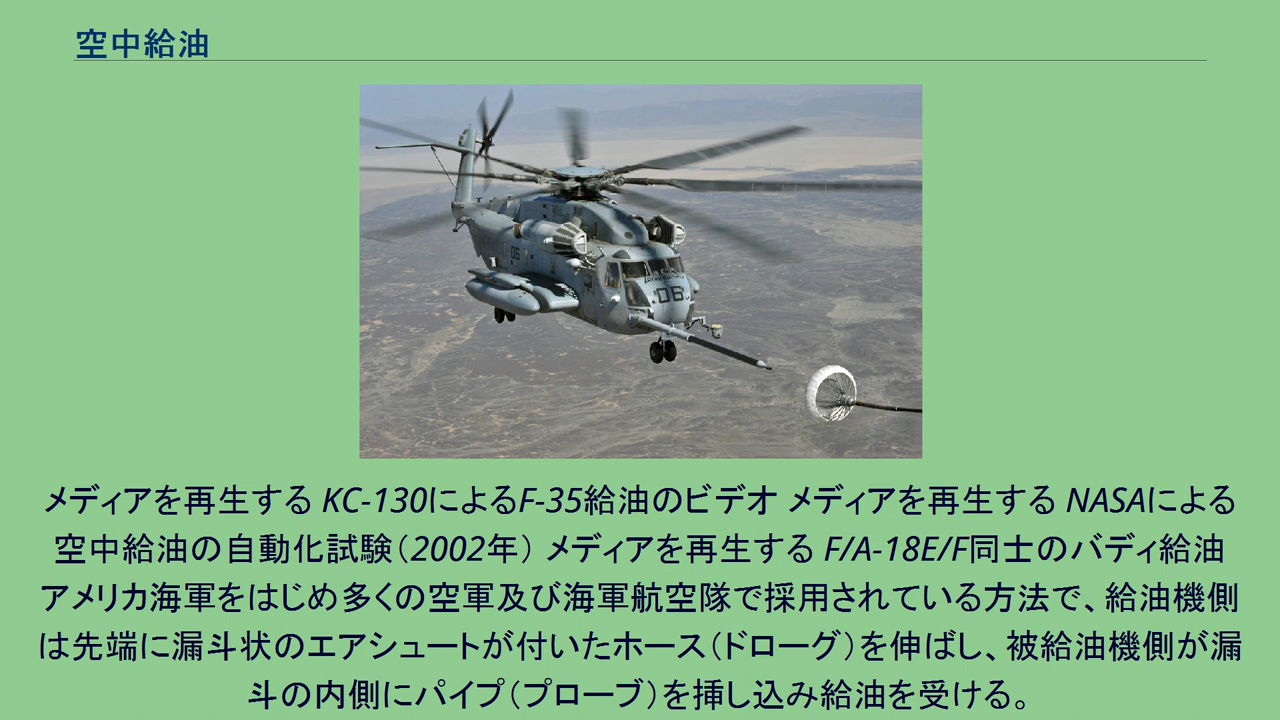 空中給油
06
06
メディアを再生する KC-130によるF-35給油のビデオ メディアを再生する NASAによる
空中給油の自動化試験（2002年） メディアを再生する F/A-18E/F同士のバディ給油
アメリカ海軍をはじめ多くの空軍及び海軍航空隊で採用されている方法で、給油機側
は先端に漏斗状のエアシュートが付いたホース（ドローグ）を伸ばし、被給油機側が漏
斗の内側にパイプ（プローブ）を挿し込み給油を受ける。